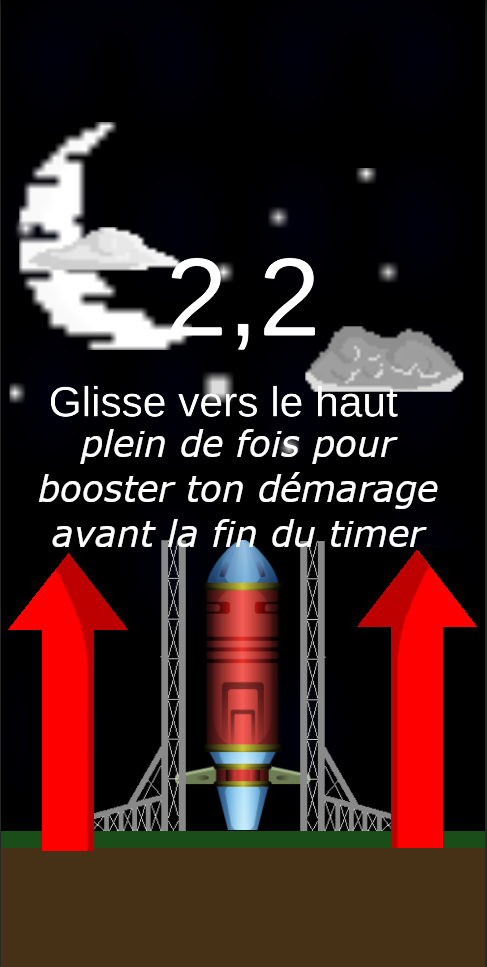 2,2
Glisse vers le haut
plein de fois pour
booster ton démarage
avant la fin du timer